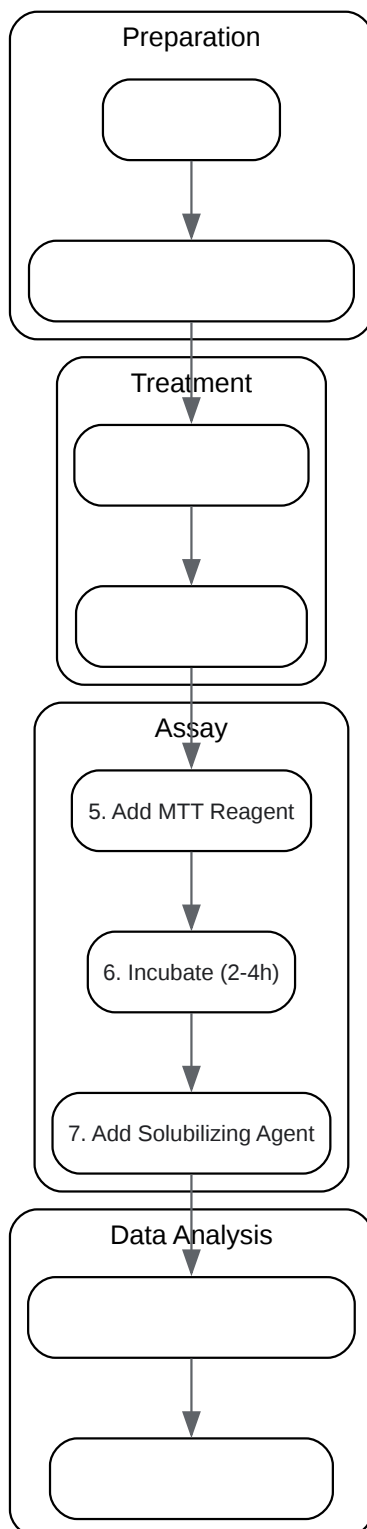 Preparation
Treatment
Assay
5. Add MTT Reagent
6. Incubate (2-4h)
7. Add Solubilizing Agent
Data Analysis